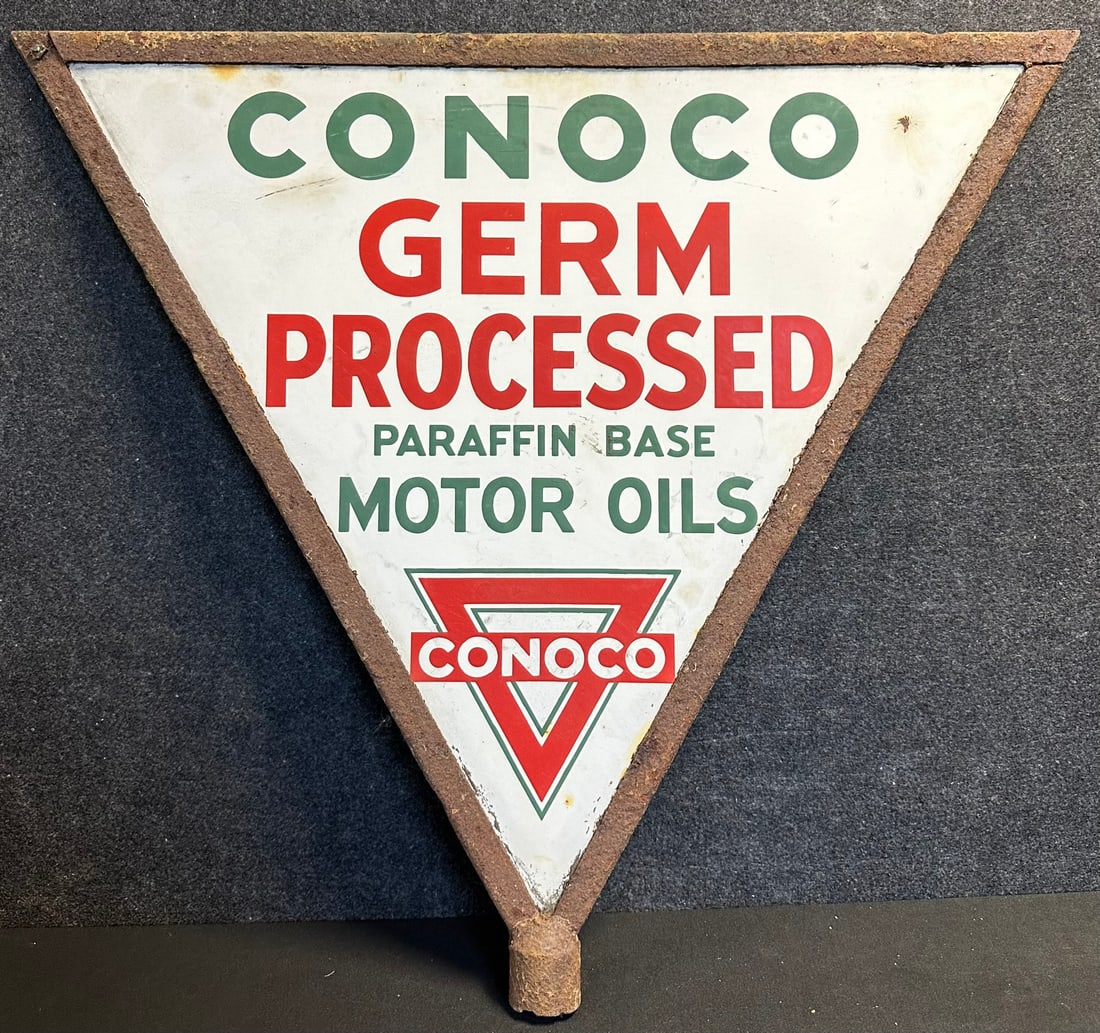 CONOCO
GERM
PROCESSED
PARAFFIN BASE
MOTOR OILS
CONOCO